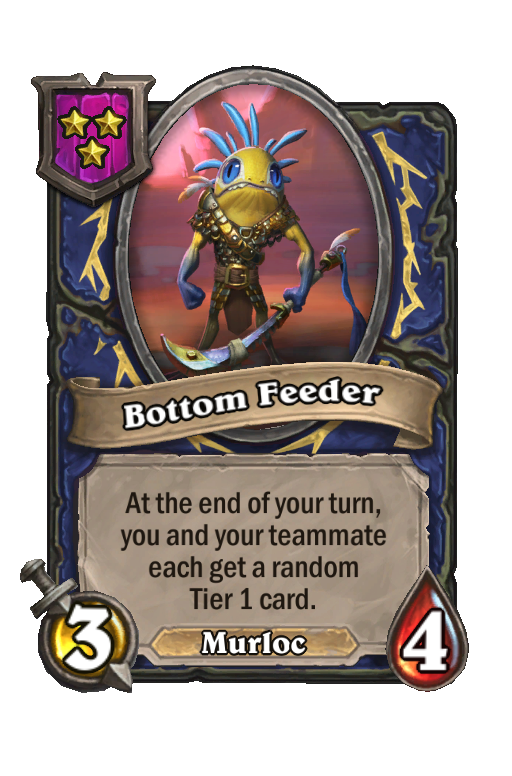 Bottom Feeder
At the end of your turn,
you and your teammate
each get a random
Tier 1 card.
3
Murloc
4